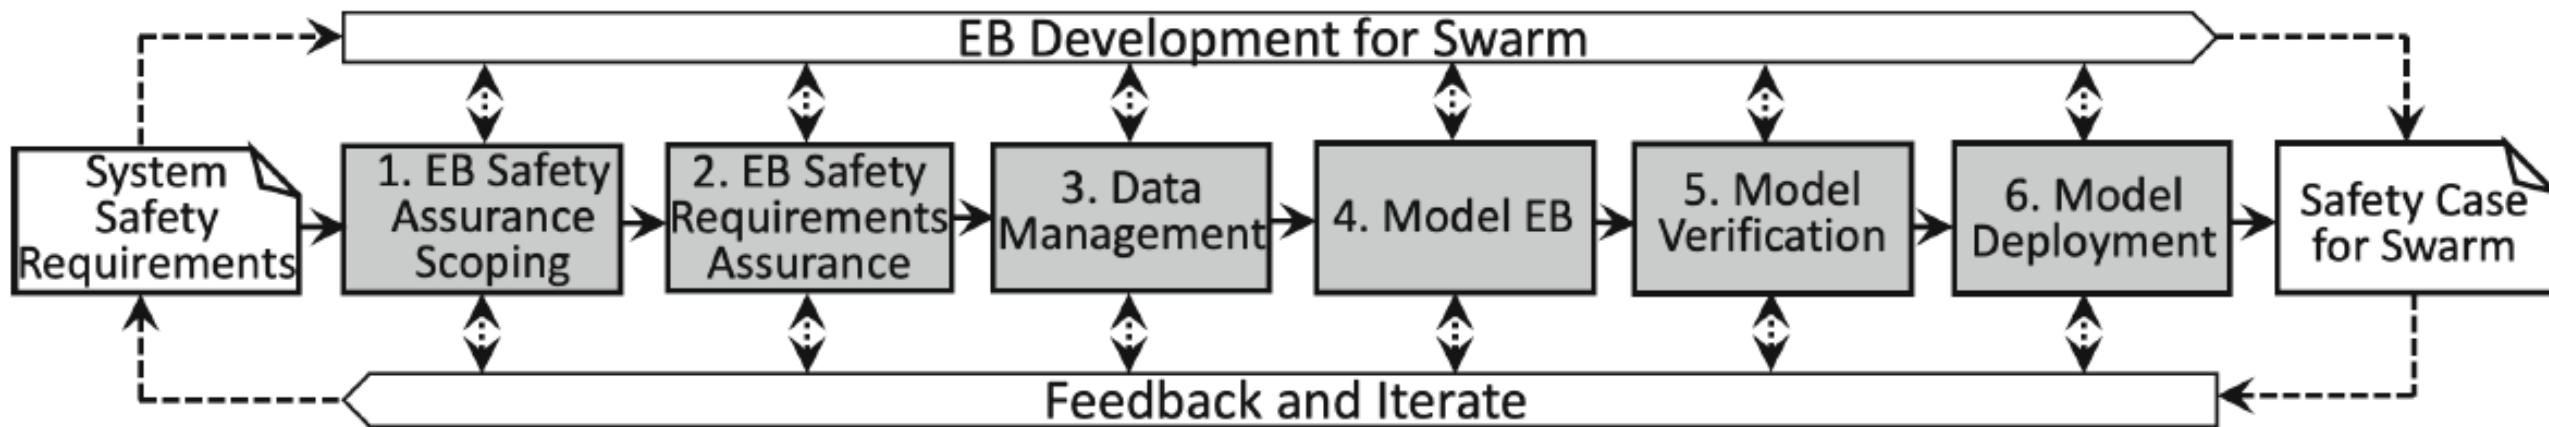 EB Development for Swarm
System
Safety
Requirements
1. EB Safety
Assurance
Scoping
2. EB Safety
Requirements
Assurance
3. Data
Management
4. Model EB
5. Model
Verification
6. Model
Deployment
Safety Case
for Swarm
Feedback and Iterate